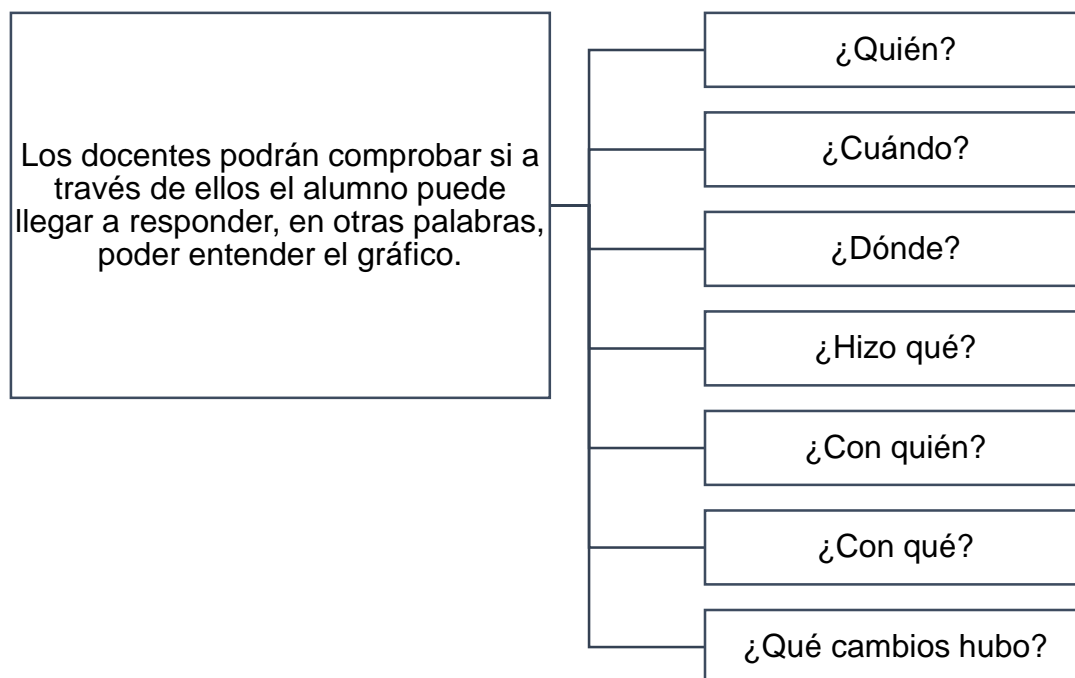 Los docentes podrán comprobar si a
través de ellos el alumno puede
llegar a responder, en otras palabras,
poder entender el gráfico.
¿Quién?
¿Cuándo?
¿Dónde?
¿Hizo qué?
¿Con quién?
¿Con qué?
¿Qué cambios hubo?